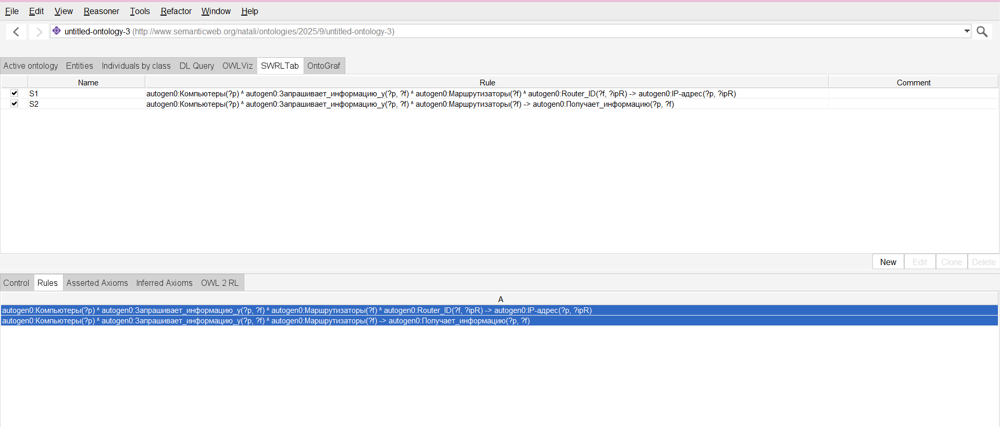 File Edit View Reasoner Tools Refactor Window Help
untitled-ontology-3 (http://www.semanticweb.org/natali/ontologies/2025/9/untitled-ontology-3)
Active ontology Entities Individuals by class DL Query OWLViz SWRLTab OntoGraf
Name Rule Comment
S1 autogen0:Компьютеры(?p) ^ autogen0:Запрашивает_информацию_у(?p, ?f) ^ autogen0:Маршрутизаторы(?f) ^ autogen0:Router_ID(?f, ?ipR) -> autogen0:IP-адрес(?p, ?ipR)
S2 autogen0:Компьютеры(?p) ^ autogen0:Запрашивает_информацию_у(?p, ?f) ^ autogen0:Маршрутизаторы(?f) -> autogen0:Получает_информацию(?p, ?f)
New Edit Clone Delete
Control Rules Asserted Axioms Inferred Axioms OWL 2 RL
A
autogen0:Компьютеры(?p) ^ autogen0:Запрашивает_информацию_у(?p, ?f) ^ autogen0:Маршрутизаторы(?f) ^ autogen0:Router_ID(?f, ?ipR) -> autogen0:IP-адрес(?p, ?ipR)
autogen0:Компьютеры(?p) ^ autogen0:Запрашивает_информацию_у(?p, ?f) ^ autogen0:Маршрутизаторы(?f) -> autogen0:Получает_информацию(?p, ?f)